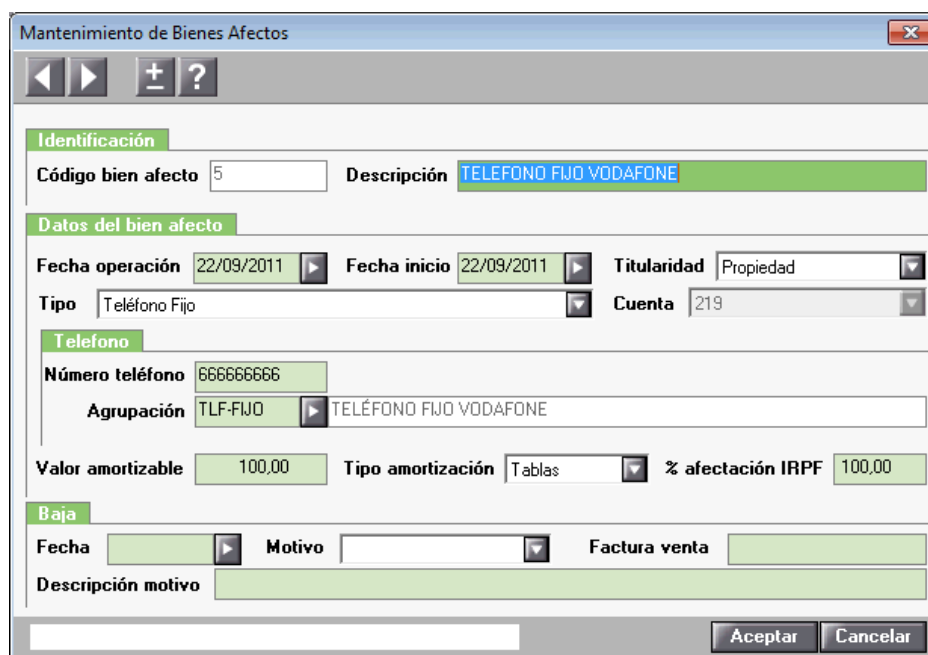 Mantenimiento de Bienes Afectos
± ?
Identificación
Código bien afecto 5 Descripción TELEFONO FIJO VODAFONE
Datos del bien afecto
Fecha operación 22/09/2011 Fecha inicio 22/09/2011 Titularidad Propiedad
Tipo Teléfono Fijo Cuenta 219
Telefono
Número teléfono 666666666
Agrupación TLF-FIJO TELÉFONO FIJO VODAFONE
Valor amortizable 100,00 Tipo amortización Tablas % afectación IRPF 100,00
Baja
Fecha Motivo Factura venta
Descripción motivo
Aceptar Cancelar